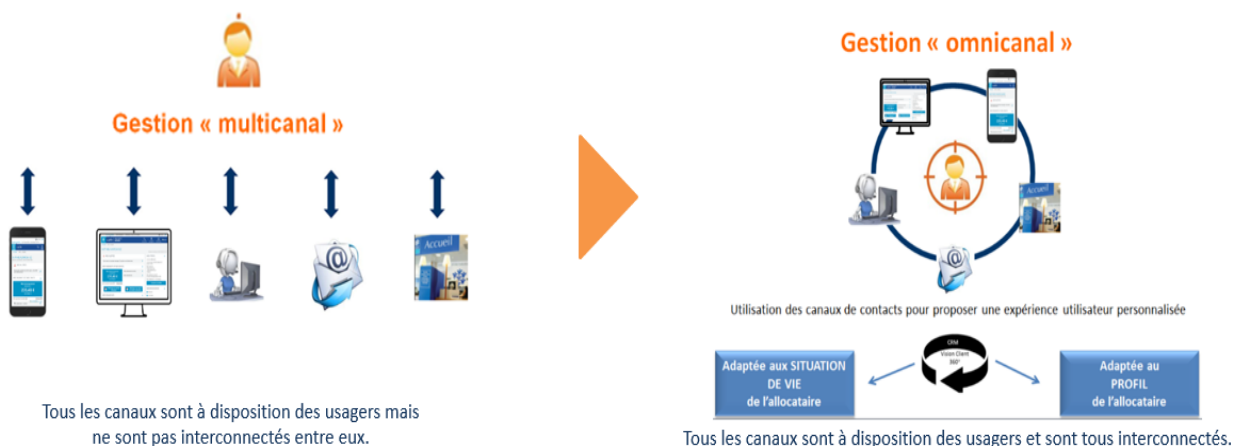 Gestion « multicanal »
Accueil
Tous les canaux sont à disposition des usagers mais
ne sont pas interconnectés entre eux.
Gestion « omnicanal »
Accueil
Utilisation des canaux de contacts pour proposer une expérience utilisateur personnalisée
CRM
Vision Client
360°
Adaptée aux SITUATION
DE VIE
de l'allocataire
Adaptée au
PROFIL
de l'allocataire
Tous les canaux sont à disposition des usagers et sont tous interconnectés.